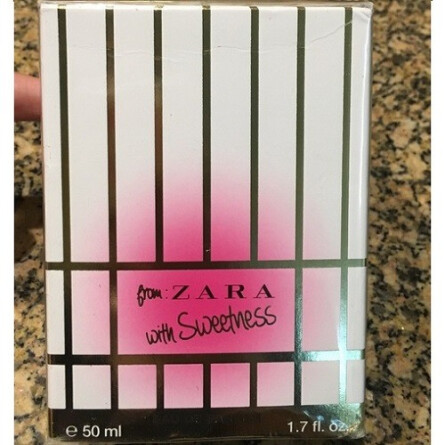 from: ZARA
with Sweetness
e 50 ml 1.7 fl. oz.